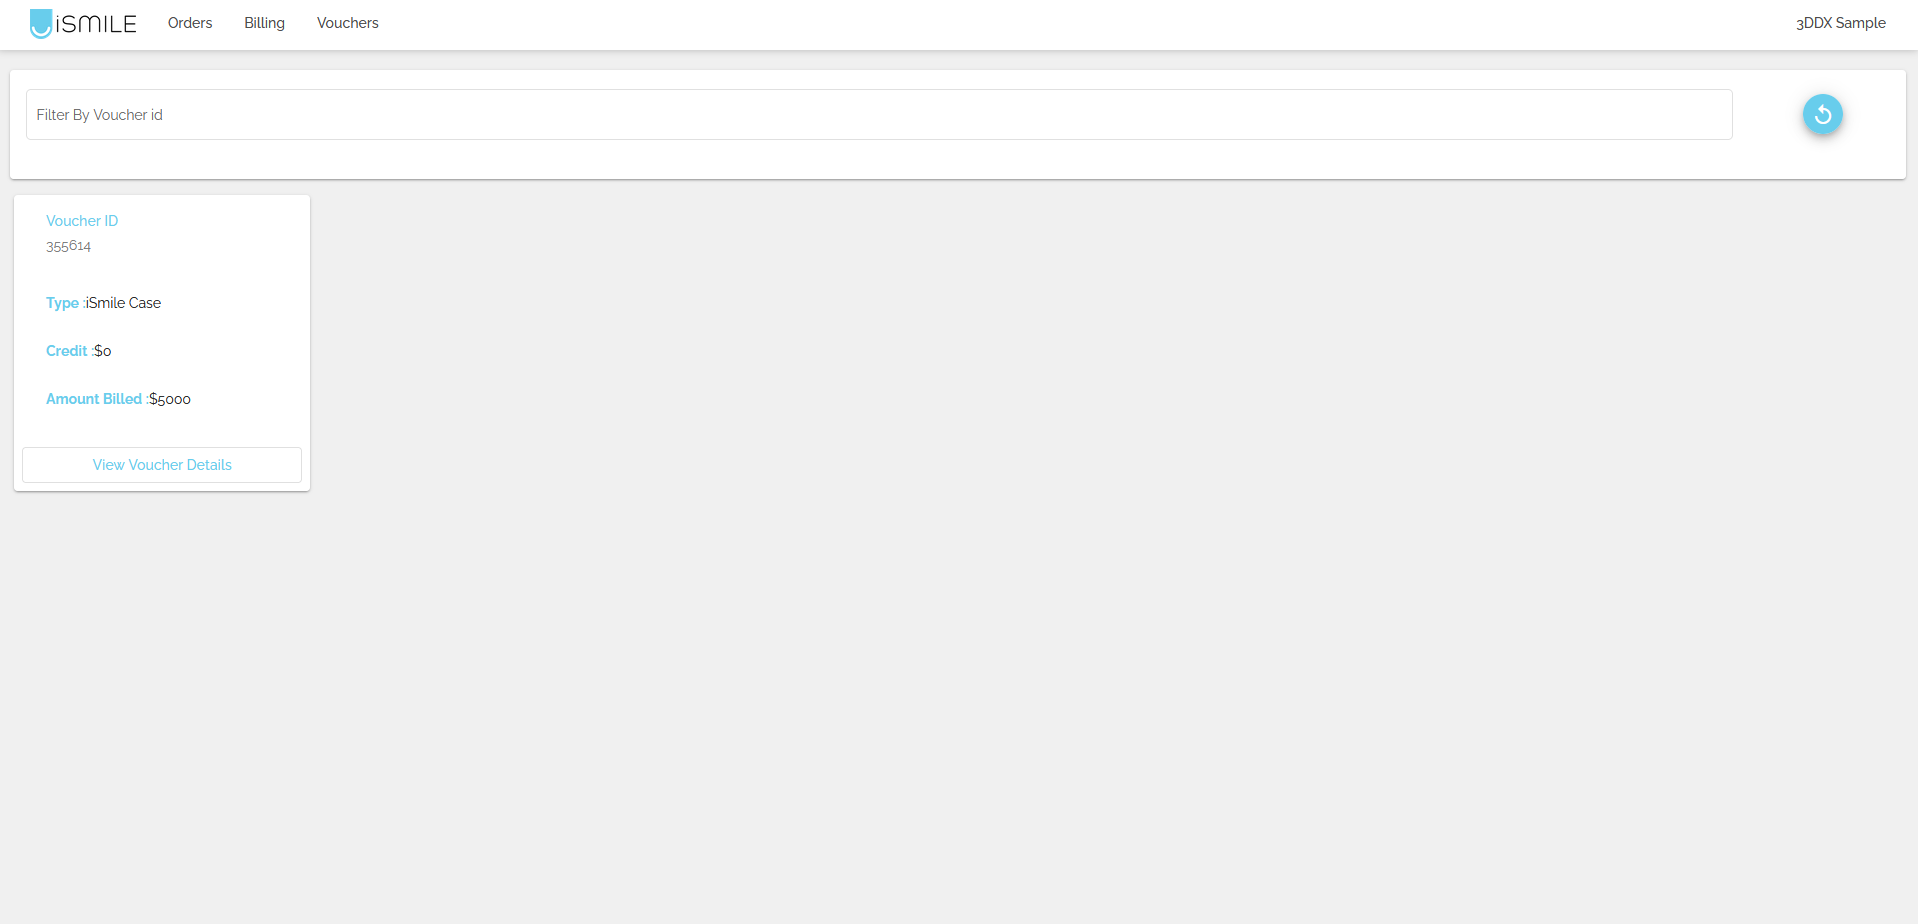 iSMILE Orders Billing Vouchers 3DDX Sample
Filter By Voucher id
Voucher ID
355614
Type :iSmile Case
Credit :$0
Amount Billed :$5000
View Voucher Details